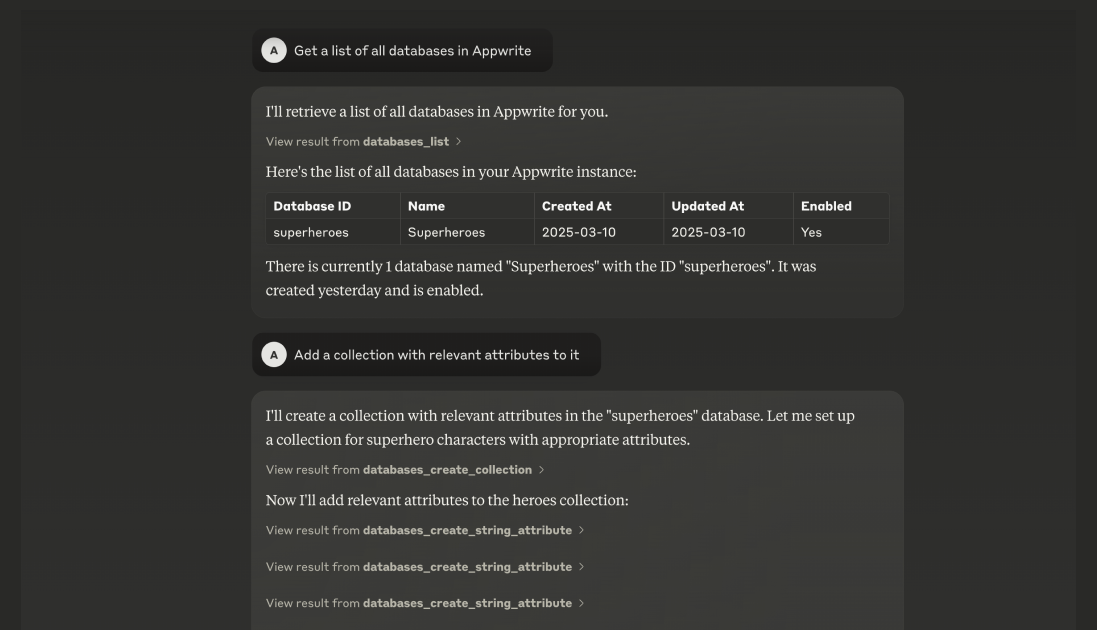 A Get a list of all databases in Appwrite
I'll retrieve a list of all databases in Appwrite for you.
View result from databases_list >
Here's the list of all databases in your Appwrite instance:
Database ID Name Created At Updated At Enabled
superheroes Superheroes 2025-03-10 2025-03-10 Yes
There is currently 1 database named "Superheroes" with the ID "superheroes". It was
created yesterday and is enabled.
A Add a collection with relevant attributes to it
I'll create a collection with relevant attributes in the "superheroes" database. Let me set up
a collection for superhero characters with appropriate attributes.
View result from databases_create_collection >
Now I'll add relevant attributes to the heroes collection:
View result from databases_create_string_attribute >
View result from databases_create_string_attribute >
View result from databases_create_string_attribute >